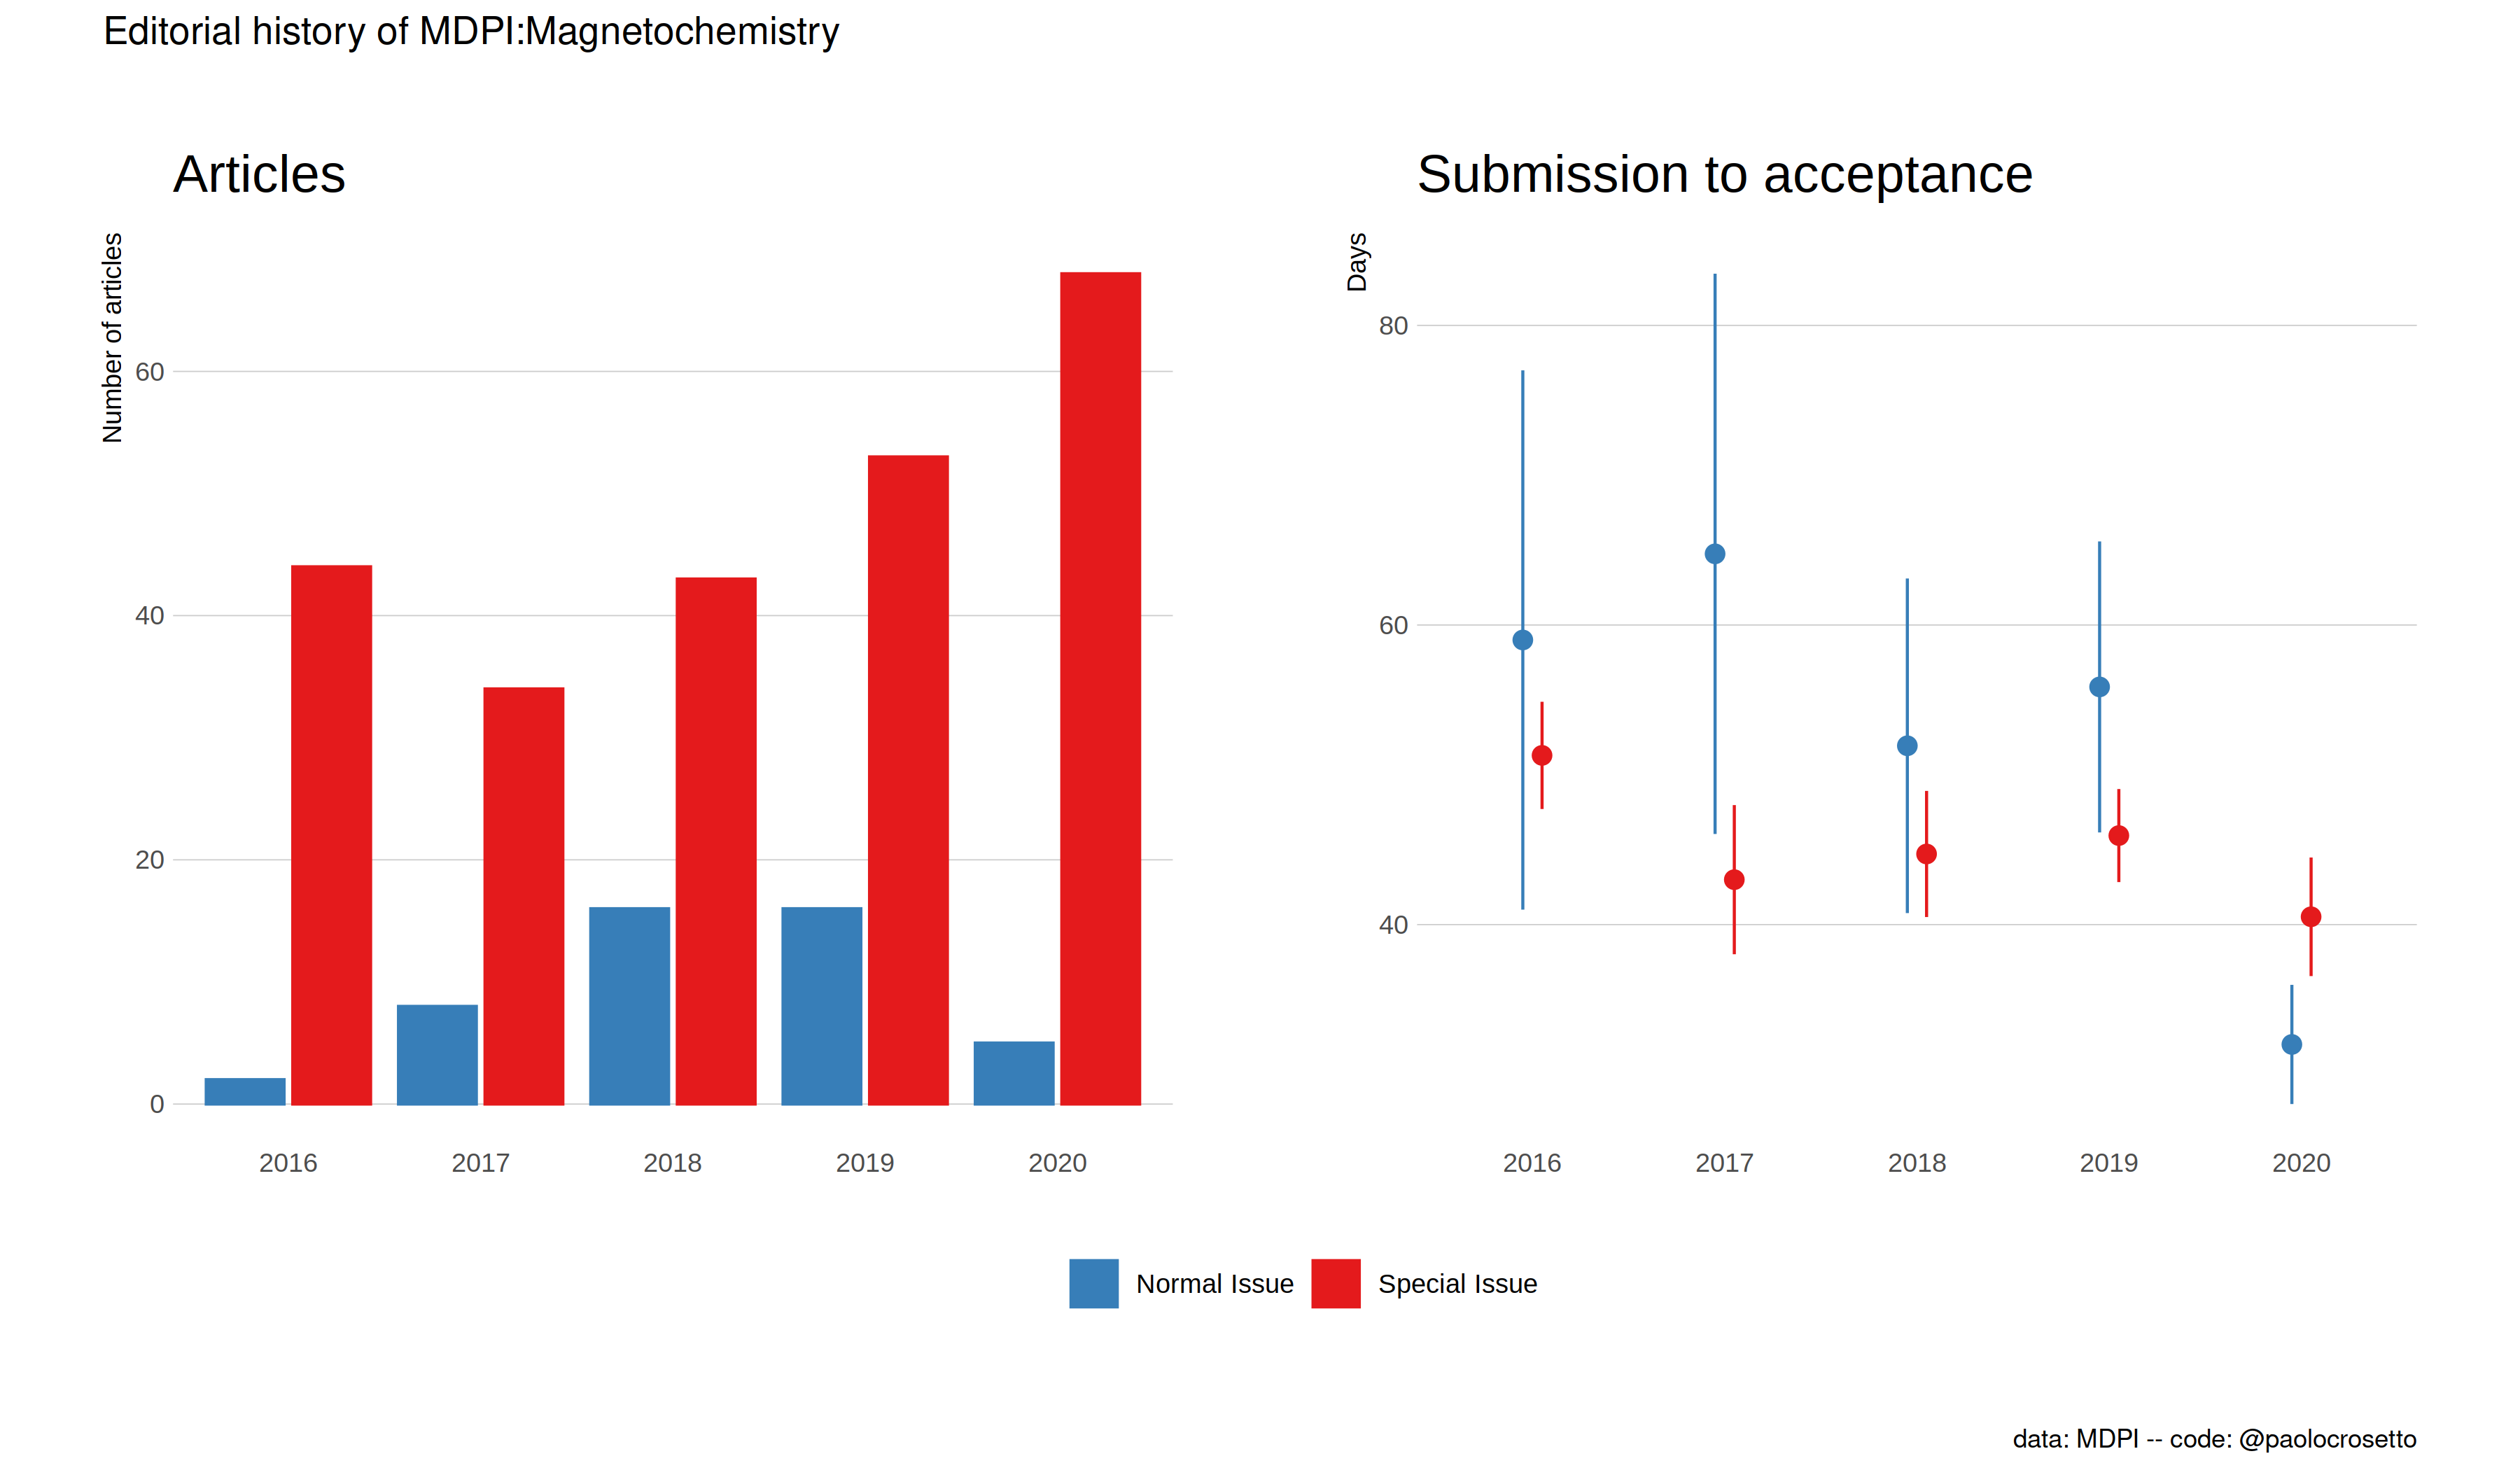 Editorial history of MDPI:Magnetochemistry
Articles
Number of articles
60
40
20
0
2016 2017 2018 2019 2020
Submission to acceptance
Days
80
60
40
2016 2017 2018 2019 2020
Normal Issue Special Issue
data: MDPI -- code: @paolocrosetto